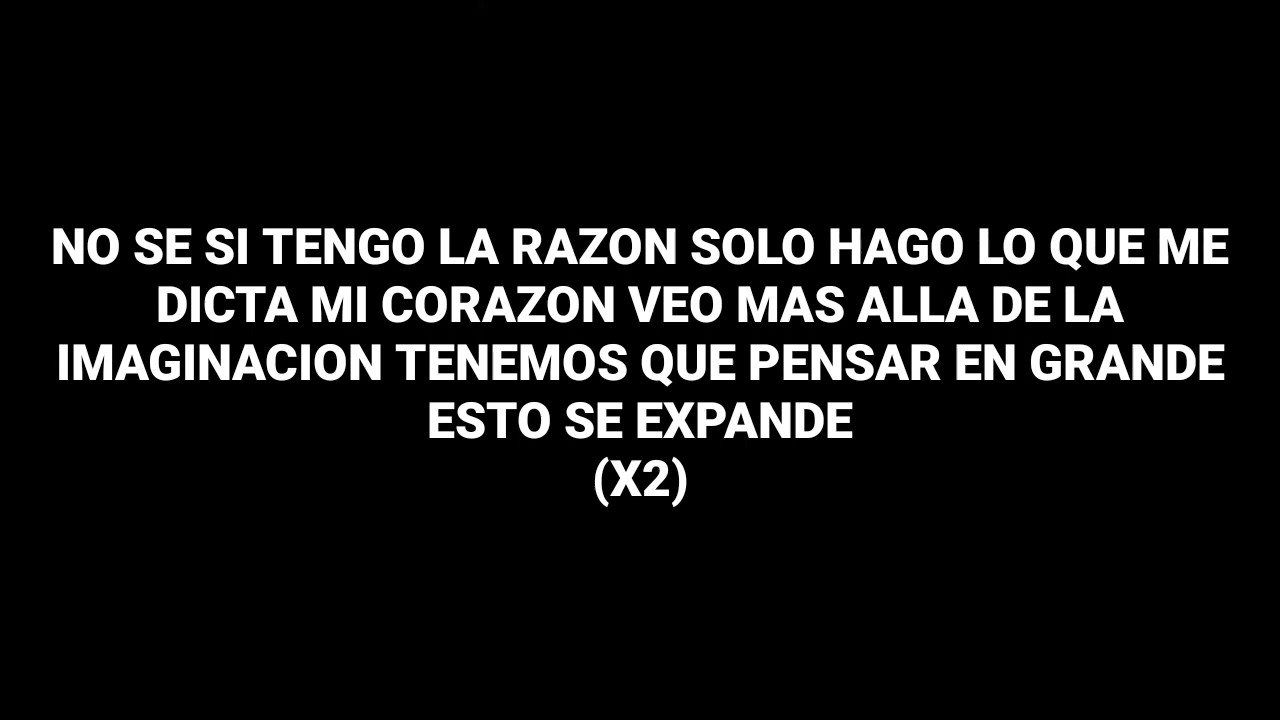 NO SE SI TENGO LA RAZON SOLO HAGO LO QUE ME
DICTA MI CORAZON VEO MAS ALLA DE LA
IMAGINACION TENEMOS QUE PENSAR EN GRANDE
ESTO SE EXPANDE
(X2)